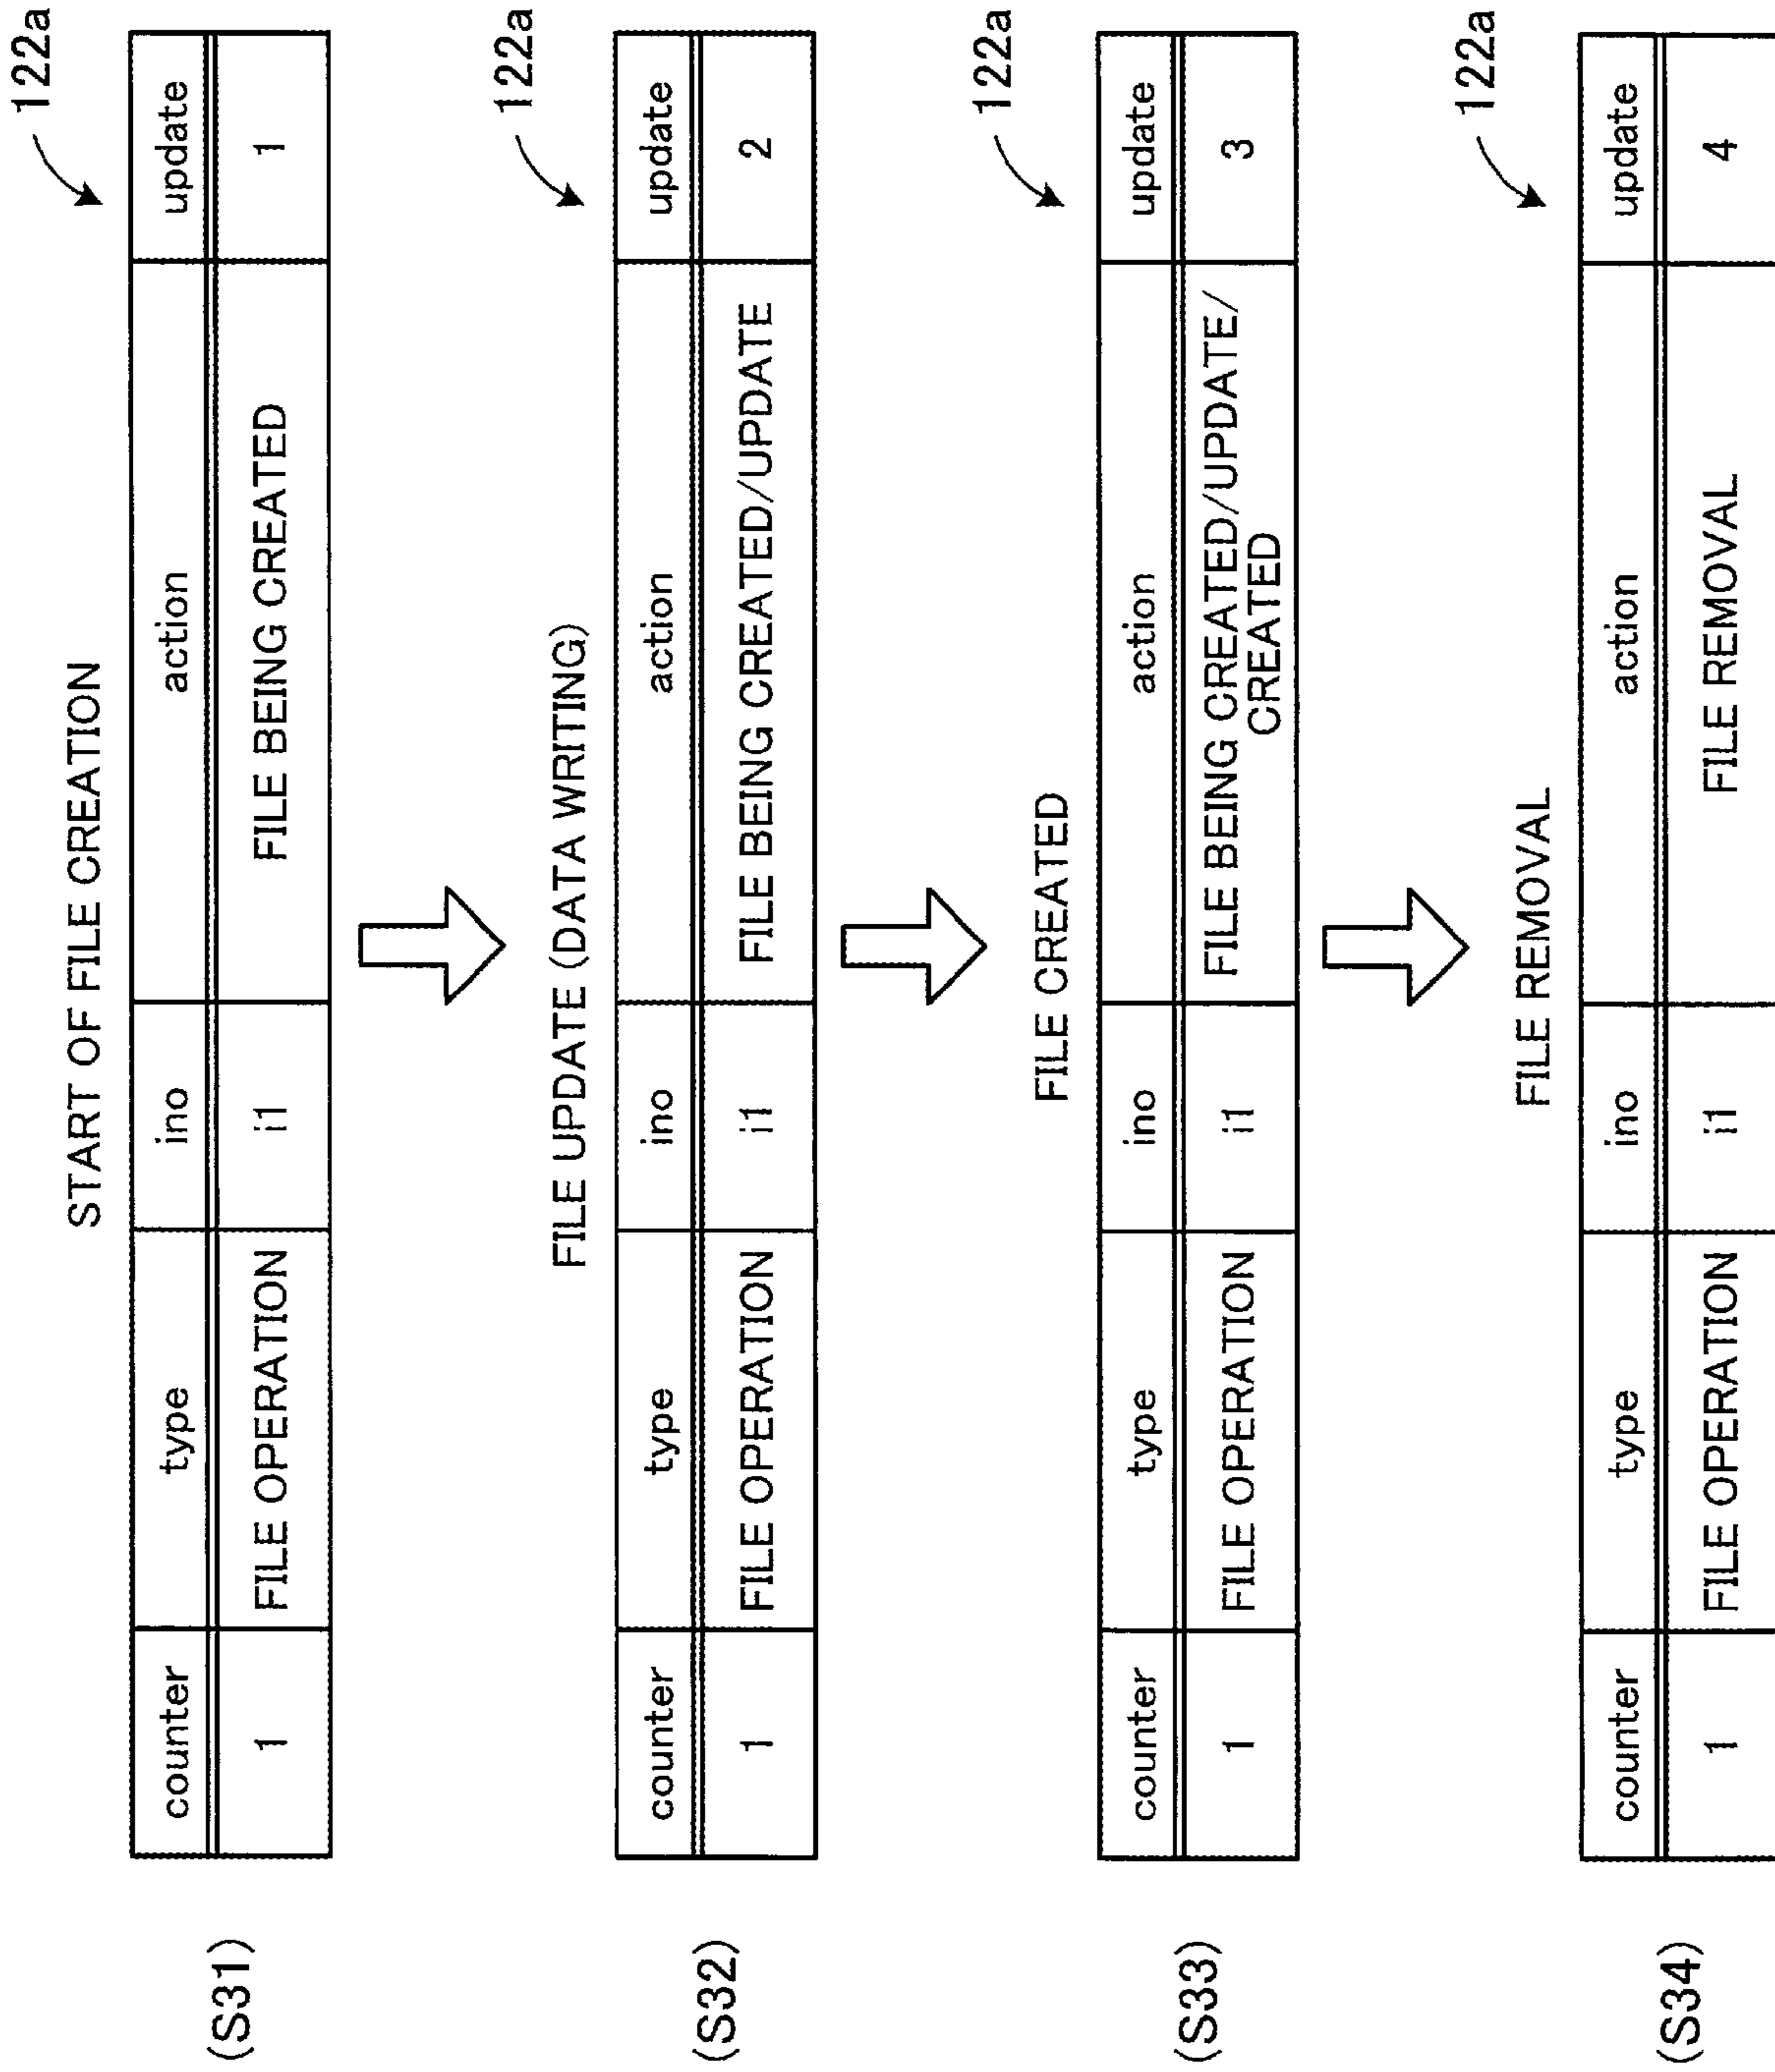 START OF FILE CREATION
122a
(S31)
counter type ino action update
1 FILE OPERATION i1 FILE BEING CREATED 1
FILE UPDATE (DATA WRITING)
122a
(S32)
counter type ino action update
1 FILE OPERATION i1 FILE BEING CREATED/UPDATE 2
FILE CREATED
122a
(S33)
counter type ino action update
1 FILE OPERATION i1 FILE BEING CREATED/UPDATE/
CREATED 3
FILE REMOVAL
122a
(S34)
counter type ino action update
1 FILE OPERATION i1 FILE REMOVAL 4